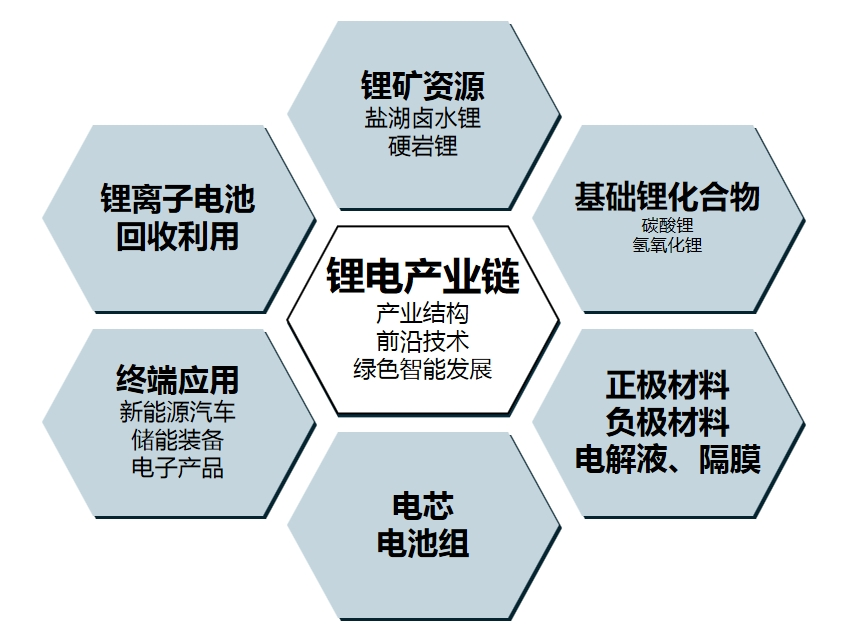 锂矿资源
盐湖卤水锂
硬岩锂
锂离子电池
回收利用
基础锂化合物
碳酸锂
氢氧化锂
锂电产业链
产业结构
前沿技术
绿色智能发展
终端应用
新能源汽车
储能装备
电子产品
正极材料
负极材料
电解液、隔膜
电芯
电池组